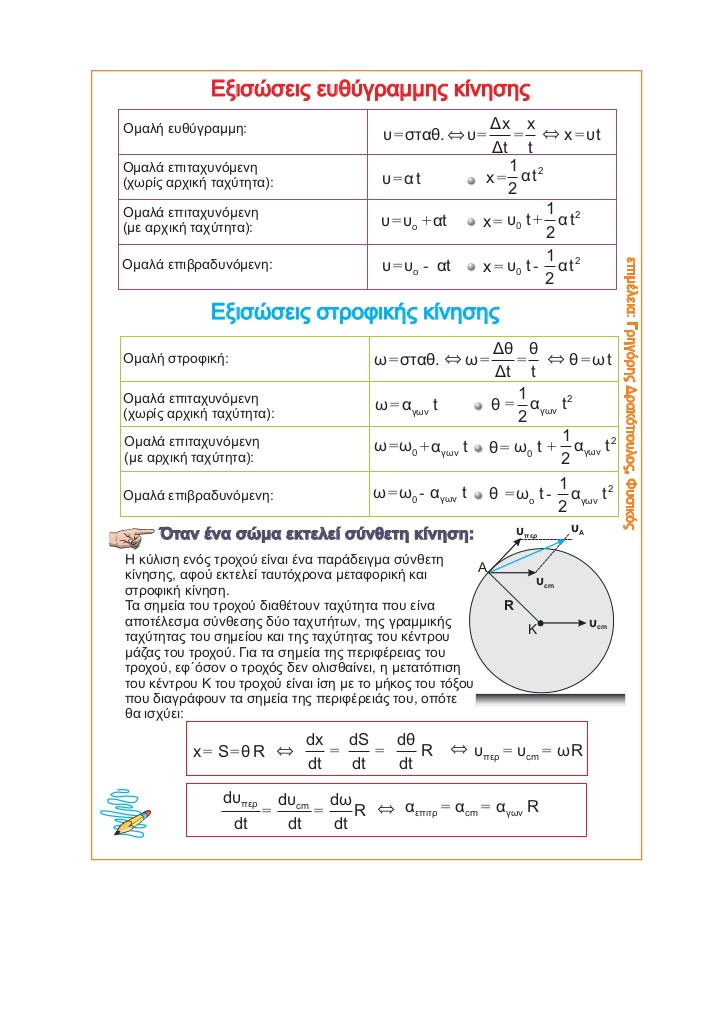 Εξισώσεις ευθύγραμμης κίνησης
Ομαλή ευθύγραμμη: υ=σταθ. ⇔ υ= Δx/Δt = x/t ⇔ x=υt
Ομαλά επιταχυνόμενη
(χωρίς αρχική ταχύτητα): υ=α t • x= 1/2 αt²
Ομαλά επιταχυνόμενη
(με αρχική ταχύτητα): υ=υₒ +αt • x= υ₀ t+ 1/2 α t²
Ομαλά επιβραδυνόμενη: υ=υₒ - αt • x= υ₀ t- 1/2 αt²
Εξισώσεις στροφικής κίνησης
Ομαλή στροφική: ω=σταθ. ⇔ ω= Δθ/Δt = θ/t ⇔ θ=ωt
Ομαλά επιταχυνόμενη
(χωρίς αρχική ταχύτητα): ω=αγων t • θ = 1/2 αγων t²
Ομαλά επιταχυνόμενη
(με αρχική ταχύτητα): ω=ω₀+αγων t • θ= ω₀ t + 1/2 αγων t²
Ομαλά επιβραδυνόμενη: ω=ω₀- αγων t • θ =ωₒ t- 1/2 αγων t²
επιμέλεια: Γρηγόρης Δρακόπουλος, Φυσικός
Όταν ένα σώμα εκτελεί σύνθετη κίνηση:
Η κύλιση ενός τροχού είναι ένα παράδειγμα σύνθετη
κίνησης, αφού εκτελεί ταυτόχρονα μεταφορική και
στροφική κίνηση.
Τα σημεία του τροχού διαθέτουν ταχύτητα που είνα
αποτέλεσμα σύνθεσης δύο ταχυτήτων, της γραμμικής
ταχύτητας του σημείου και της ταχύτητας του κέντρου
μάζας του τροχού. Για τα σημεία της περιφέρειας του
τροχού, εφ΄όσον ο τροχός δεν ολισθαίνει, η μετατόπιση
του κέντρου Κ του τροχού είναι ίση με το μήκος του τόξου
που διαγράφουν τα σημεία της περιφέρειάς του, οπότε
θα ισχύει:
υπερ
υA
A
υcm
R
K
υcm
x= S=θ R ⇔ dx/dt = dS/dt = dθ/dt R ⇔ υπερ = υcm = ωR
dυπερ/dt = dυcm/dt = dω/dt R ⇔ αεπιτρ = αcm = αγων R